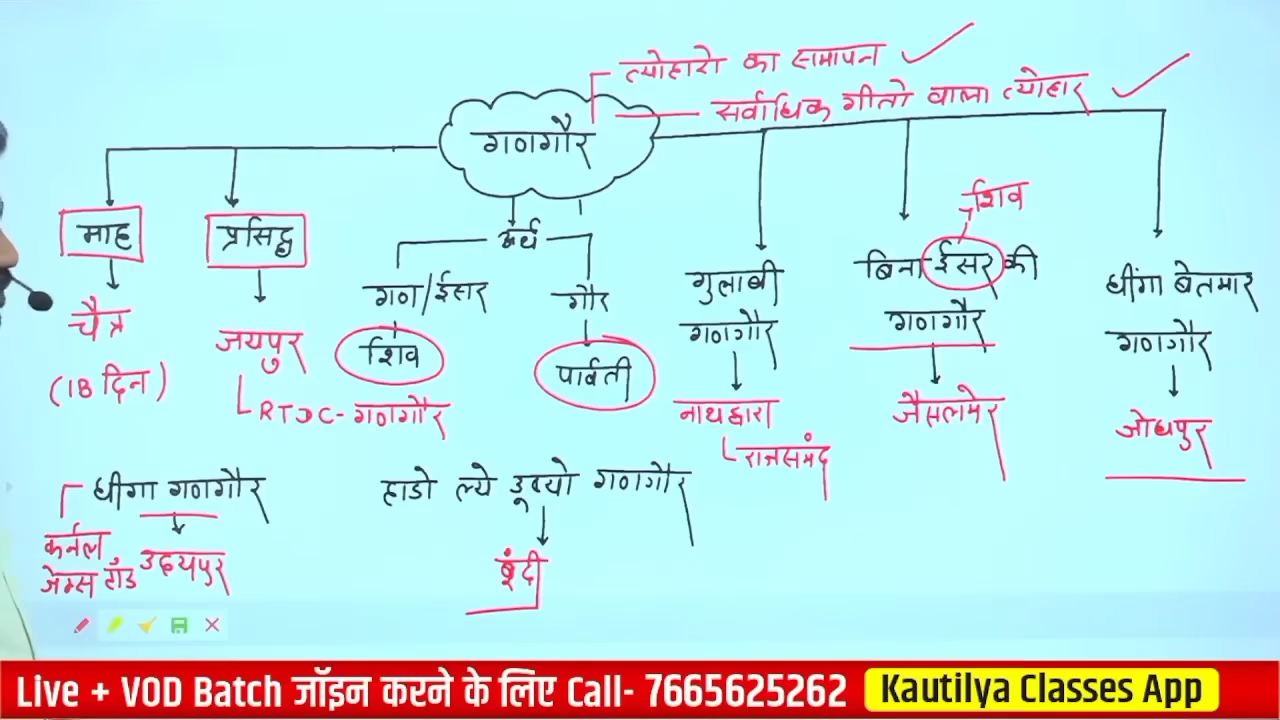 त्योहारो का समापन
सर्वाधिक गीतो वाला त्योहार
गणगौर
माह
चैत्र
(18 दिन)
प्रसिद्ध
जयपुर
RTDC- गणगौर
अर्थ
गण/ईसर
शिव
गौर
पार्वती
गुलाबी
गणगौर
नाथद्वारा
राजसमंद
शिव
बिना ईसर की
गणगौर
जैसलमेर
धींगा बेतमार
गणगौर
जोधपुर
धींगा गणगौर
कर्नल
जेम्स टॉड
उदयपुर
हाडो ल्ये डूब्यो गणगौर
बूंदी
Live + VOD Batch जॉइन करने के लिए Call- 7665625262
Kautilya Classes App